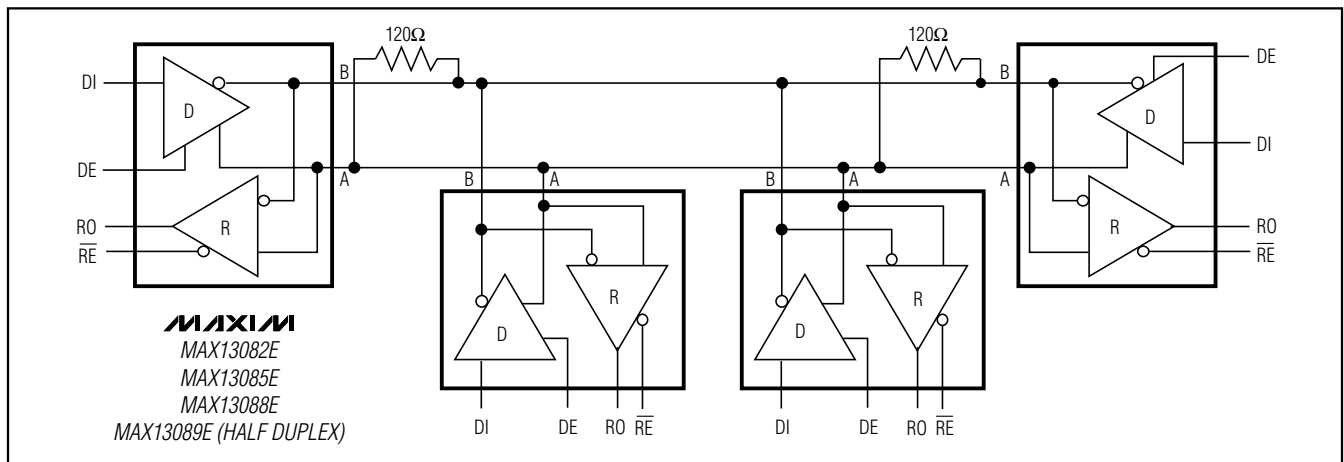 120Ω 120Ω
B B DE
DI
D D
DI
DE
A B A B A A
RO R R RO
RE RE
R R
D D
MAXIM
MAX13082E
MAX13085E
MAX13088E
MAX13089E (HALF DUPLEX)
DI DE RO RE DI DE RO RE